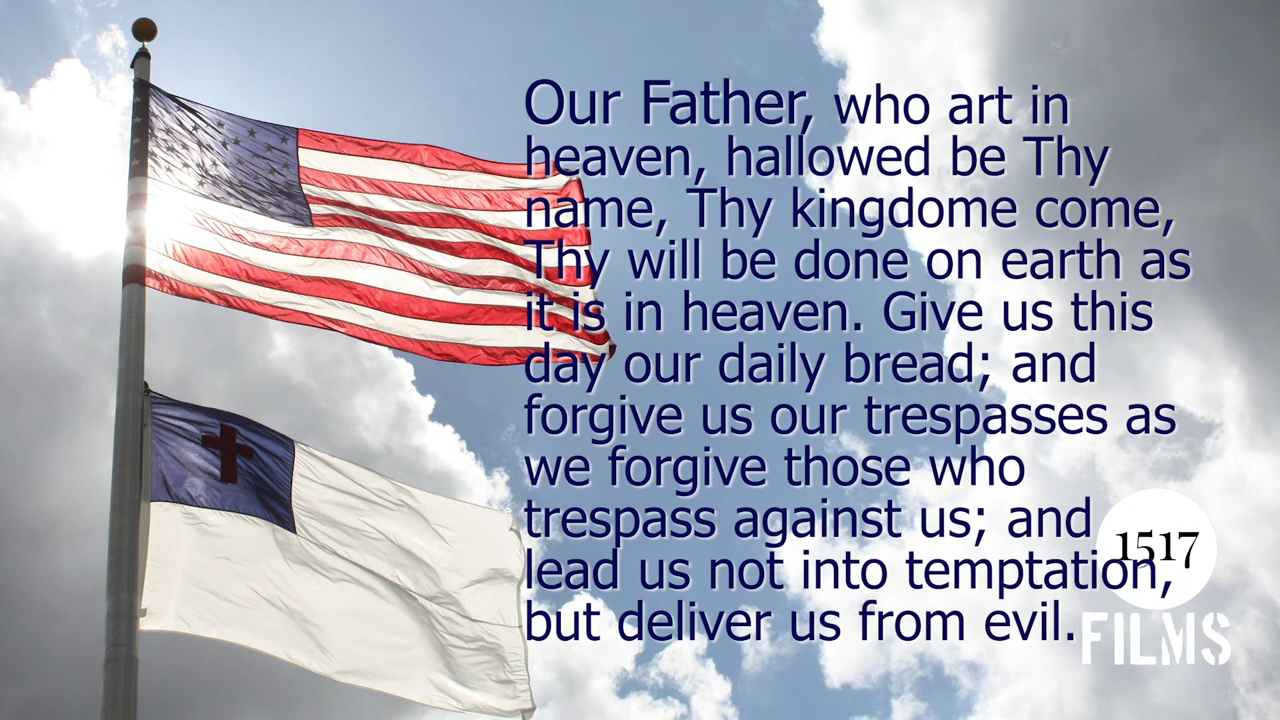 Our Father, who art in
heaven, hallowed be Thy
name, Thy kingdome come,
Thy will be done on earth as
it is in heaven. Give us this
day our daily bread; and
forgive us our trespasses as
we forgive those who
trespass against us; and
lead us not into temptation,
but deliver us from evil.
1517
FILMS